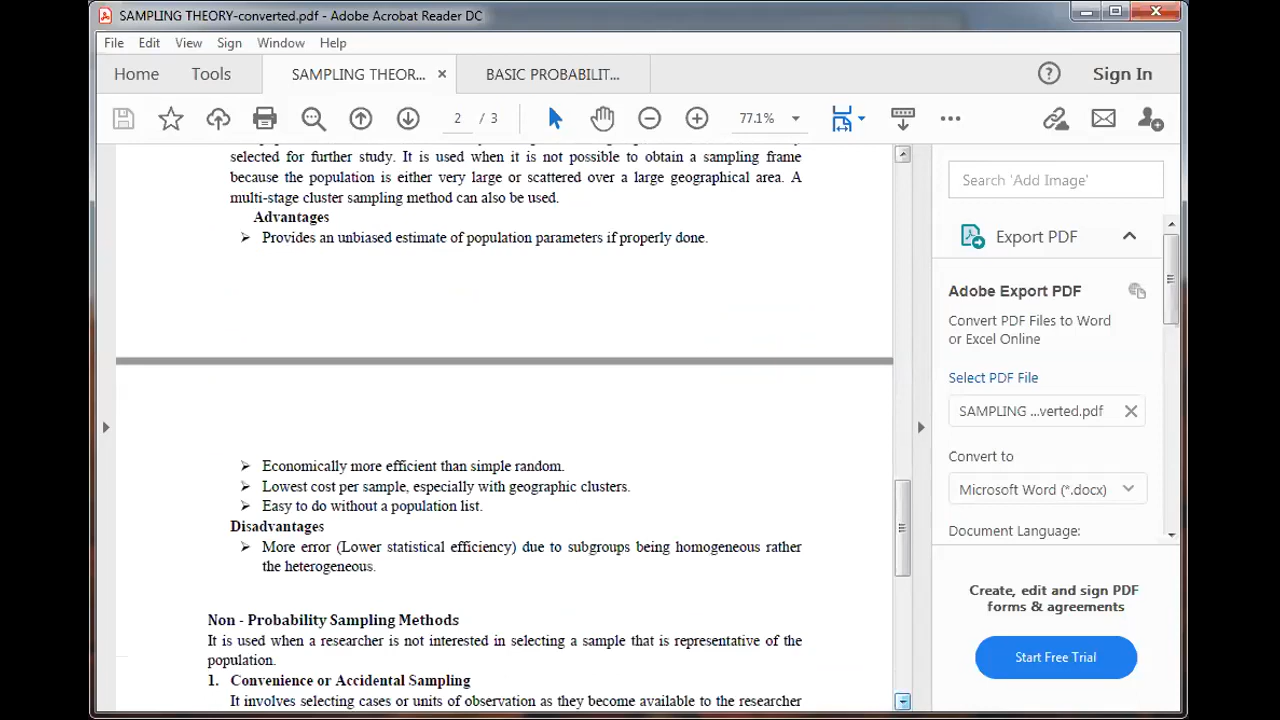 SAMPLING THEORY-converted.pdf - Adobe Acrobat Reader DC
File Edit View Sign Window Help
Home Tools SAMPLING THEOR... × BASIC PROBABILIT... ? Sign In
2 / 3 77.1%
selected for further study. It is used when it is not possible to obtain a sampling frame
because the population is either very large or scattered over a large geographical area. A
multi-stage cluster sampling method can also be used.
Advantages
➢ Provides an unbiased estimate of population parameters if properly done.
➢ Economically more efficient than simple random.
➢ Lowest cost per sample, especially with geographic clusters.
➢ Easy to do without a population list.
Disadvantages
➢ More error (Lower statistical efficiency) due to subgroups being homogeneous rather
the heterogeneous.
Non - Probability Sampling Methods
It is used when a researcher is not interested in selecting a sample that is representative of the
population.
1. Convenience or Accidental Sampling
It involves selecting cases or units of observation as they become available to the researcher
Search 'Add Image'
Export PDF
Adobe Export PDF
Convert PDF Files to Word
or Excel Online
Select PDF File
SAMPLING ...verted.pdf
Convert to
Microsoft Word (*.docx)
Document Language:
Create, edit and sign PDF
forms & agreements
Start Free Trial